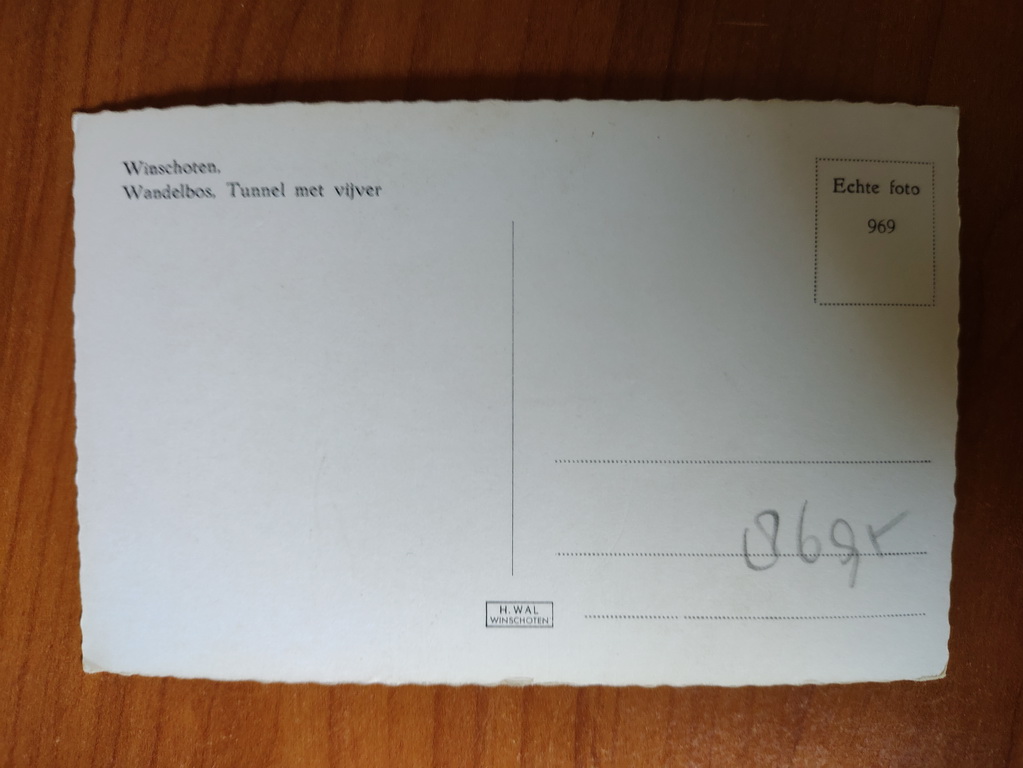 Winschoten.
Wandelbos. Tunnel met vijver
Echte foto
969
H. WAL
WINSCHOTEN